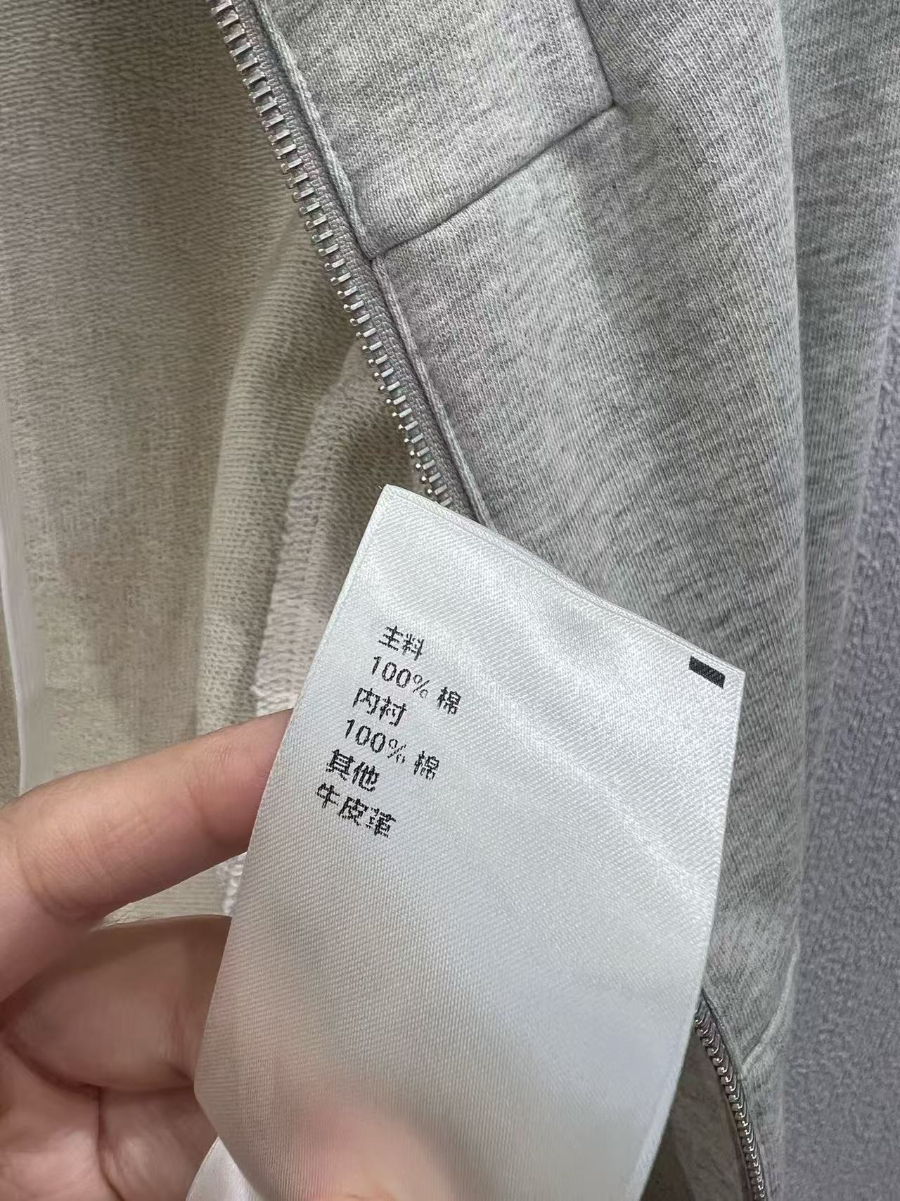 主料
100% 棉
内衬
100% 棉
其他
牛皮革